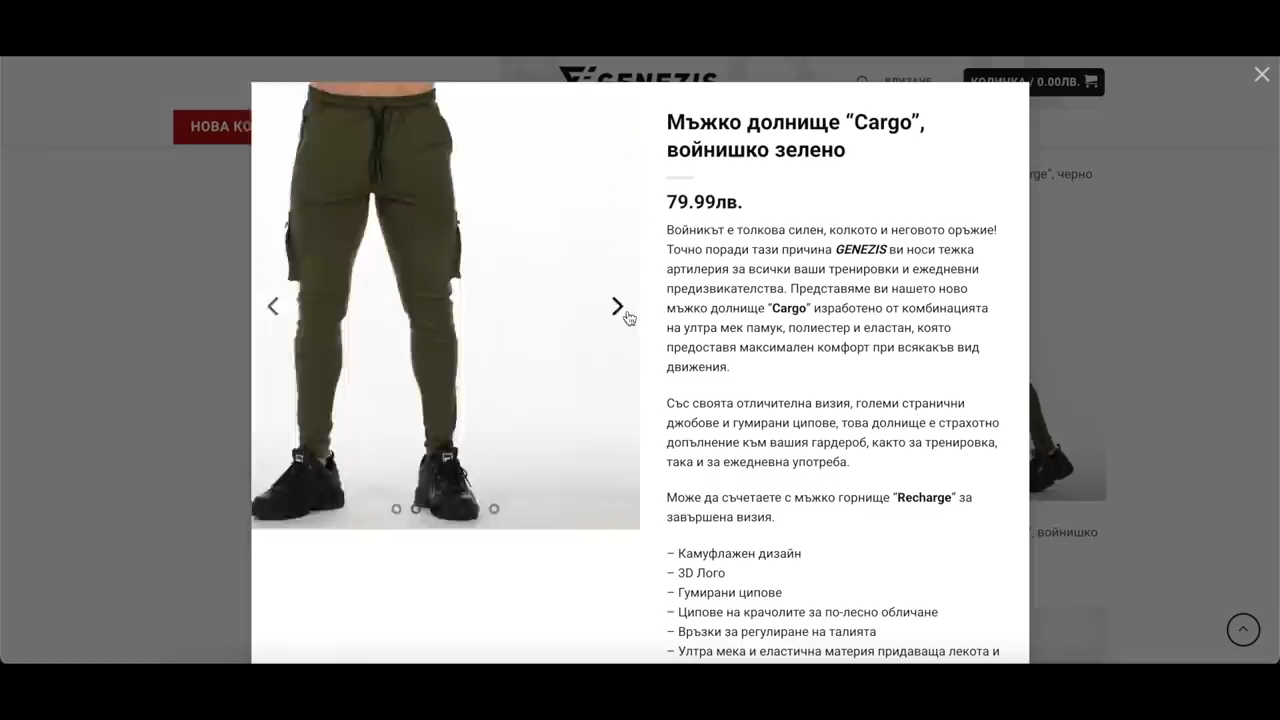 GENEZIS
ВЛИЗАНЕ
КОЛИЧКА / 0.00ЛВ.
НОВА КО
Мъжко долнище “Cargo”,
войнишко зелено
rge”, черно
79.99лв.
Войникът е толкова силен, колкото и неговото оръжие!
Точно поради тази причина GENEZIS ви носи тежка
артилерия за всички ваши тренировки и ежедневни
предизвикателства. Представяме ви нашето ново
мъжко долнище “Cargo” изработено от комбинацията
на ултра мек памук, полиестер и еластан, която
предоставя максимален комфорт при всякакъв вид
движения.
Със своята отличителна визия, големи странични
джобове и гумирани ципове, това долнище е страхотно
допълнение към вашия гардероб, както за тренировка,
така и за ежедневна употреба.
Може да съчетаете с мъжко горнище “Recharge” за
завършена визия.
”, войнишко
– Камуфлажен дизайн
– 3D Лого
– Гумирани ципове
– Ципове на крачолите за по-лесно обличане
– Връзки за регулиране на талията
– Ултра мека и еластична материя придаваща лекота и